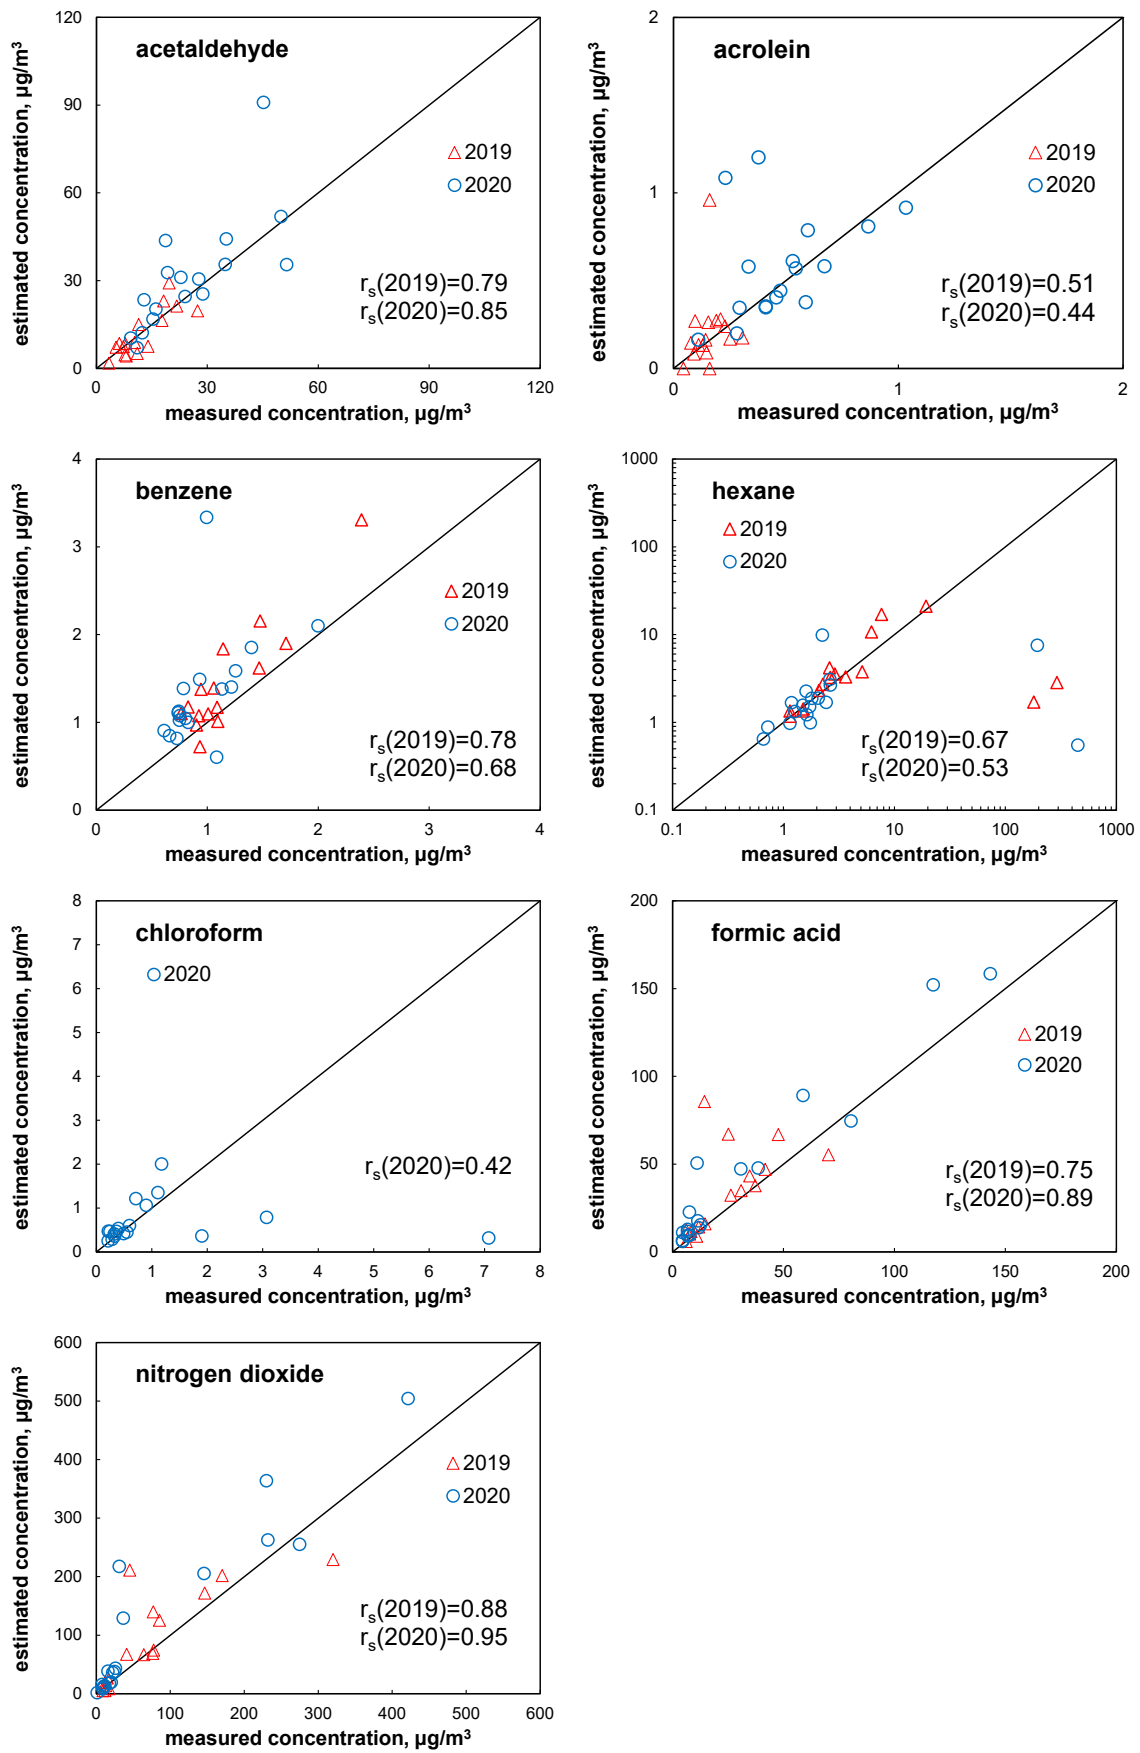 acetaldehyde
estimated concentration, µg/m³
120
90
60
30
0
2019
2020
rₛ(2019)=0.79
rₛ(2020)=0.85
0 30 60 90 120
measured concentration, µg/m³
acrolein
estimated concentration, µg/m³
2
1
0
2019
2020
rₛ(2019)=0.51
rₛ(2020)=0.44
0 1 2
measured concentration, µg/m³
benzene
estimated concentration, µg/m³
4
3
2
1
0
2019
2020
rₛ(2019)=0.78
rₛ(2020)=0.68
0 1 2 3 4
measured concentration, µg/m³
hexane
estimated concentration, µg/m³
1000
100
10
1
0.1
2019
2020
rₛ(2019)=0.67
rₛ(2020)=0.53
0.1 1 10 100 1000
measured concentration, µg/m³
chloroform
estimated concentration, µg/m³
8
7
6
5
4
3
2
1
0
2020
rₛ(2020)=0.42
0 1 2 3 4 5 6 7 8
measured concentration, µg/m³
formic acid
estimated concentration, µg/m³
200
150
100
50
0
2019
2020
rₛ(2019)=0.75
rₛ(2020)=0.89
0 50 100 150 200
measured concentration, µg/m³
nitrogen dioxide
estimated concentration, µg/m³
600
500
400
300
200
100
0
2019
2020
rₛ(2019)=0.88
rₛ(2020)=0.95
0 100 200 300 400 500 600
measured concentration, µg/m³